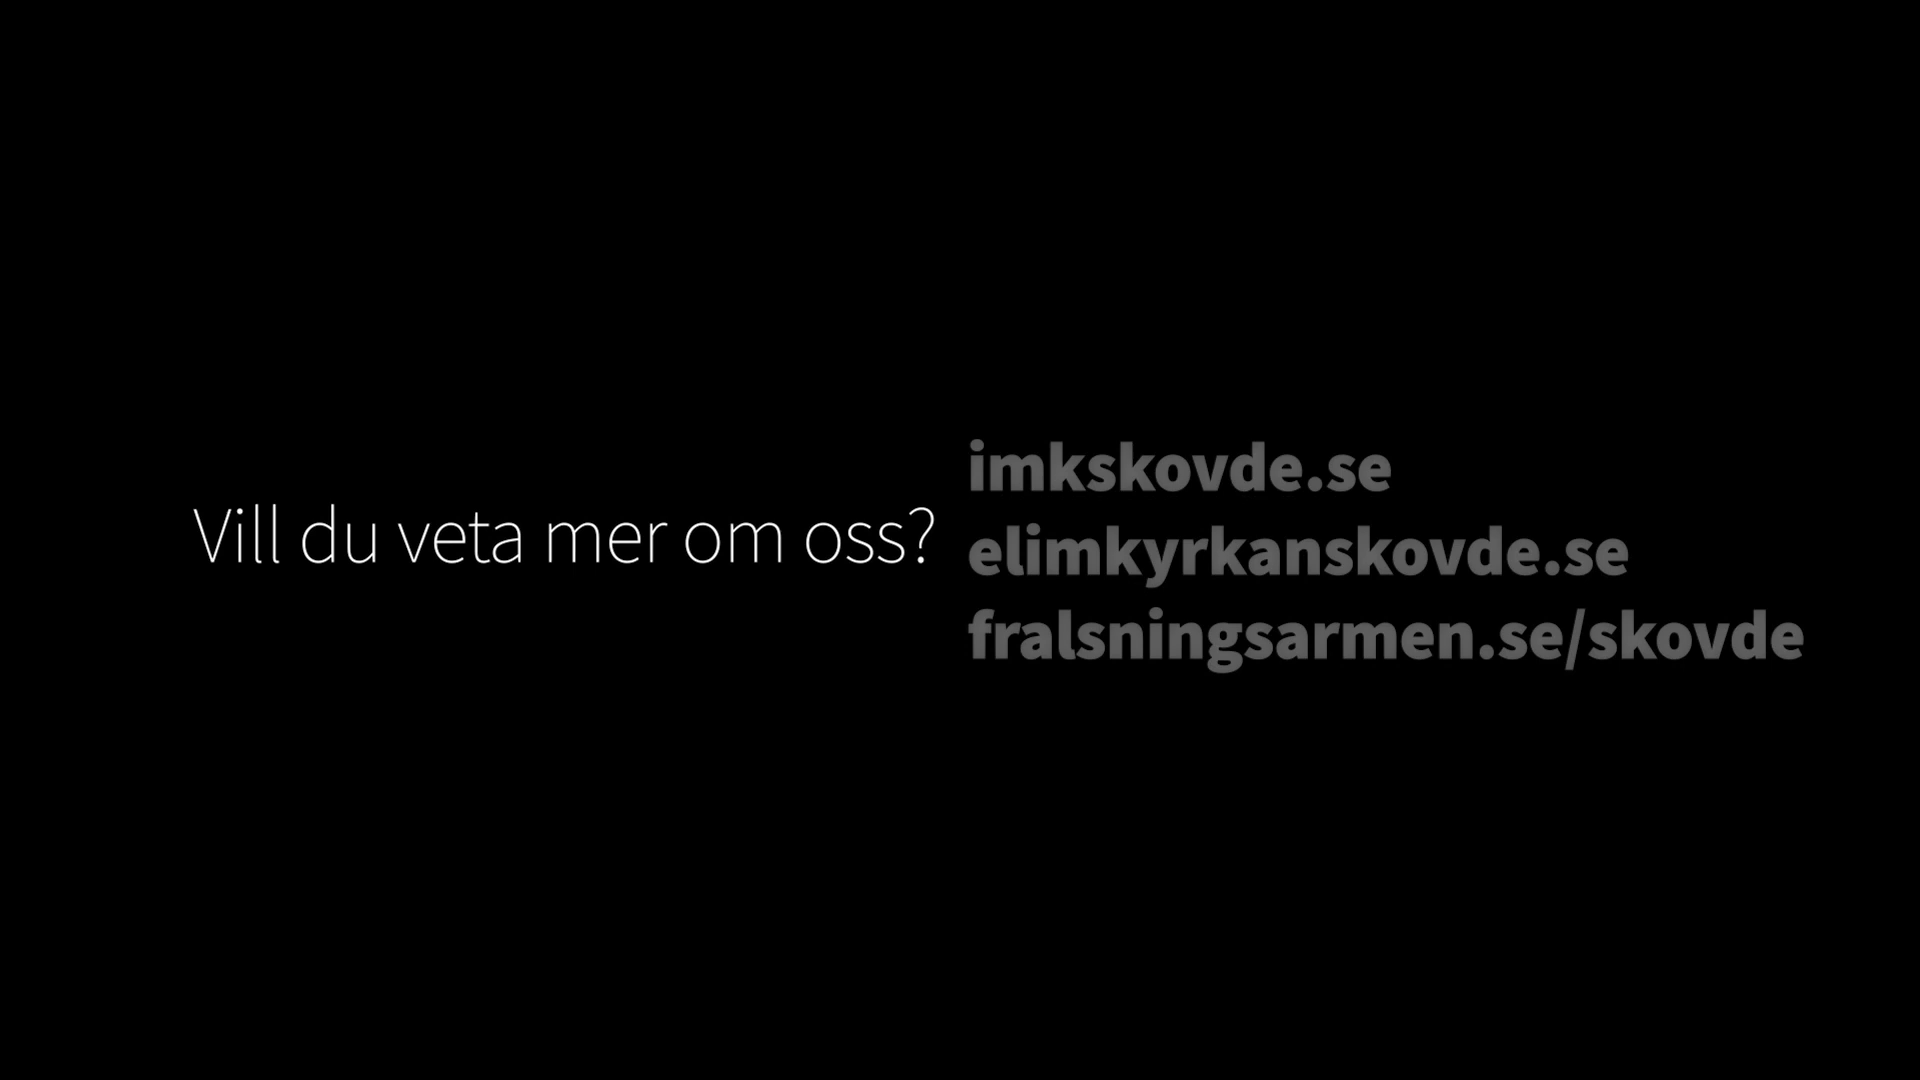 Vill du veta mer om oss?
imkskovde.se
elimkyrkanskovde.se
fralsningsarmen.se/skovde